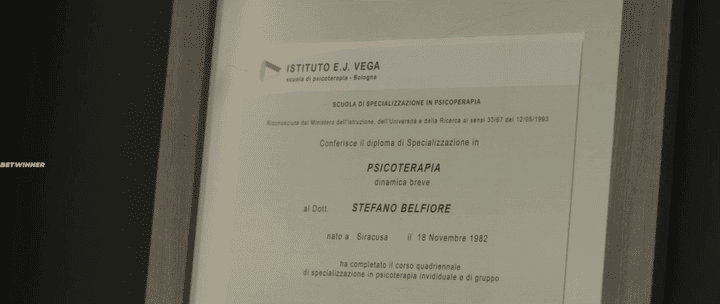 ISTITUTO E.J. VEGA
scuola di psicoterapia - Bologna
SCUOLA DI SPECIALIZZAZIONE IN PSICOPERAPIA
Riconosciuta dal Ministero dell'Istruzione, dell'Università e della Ricerca ai sensi 33/67 del 12/05/1993
Conferisce il diploma di Specializzazione in
PSICOTERAPIA
dinamica breve
al Dott. STEFANO BELFIORE
nato a Siracusa il 18 Novembre 1982
ha completato il corso quadriennale
di specializzazione in psicoterapia invididuale e di gruppo
BETWINNER